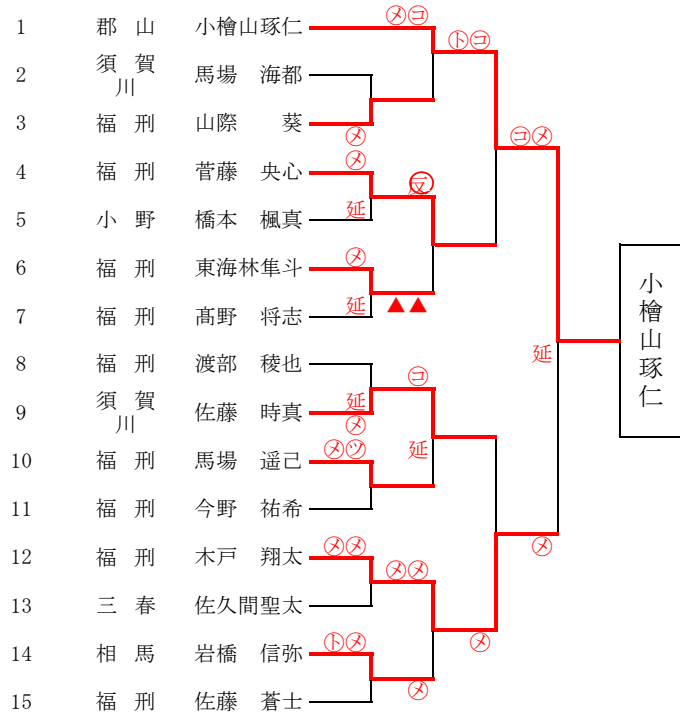 1 郡 山 小檜山琢仁 ㋱㋙
㋣㋙
2 須 賀 川 馬場 海都
3 福 刑 山際 葵
㋱
㋙㋱
㋱
4 福 刑 菅藤 央心
反
延
5 小 野 橋本 楓真
6 福 刑 東海林隼斗 ㋱
延 ▲▲
7 福 刑 髙野 将志
小檜山琢仁
延
8 福 刑 渡部 稜也
㋙
延
9 須 賀 川 佐藤 時真
㋱
㋱㋡ 延
10 福 刑 馬場 遥己
11 福 刑 今野 祐希
㋱㋱ ㋱
12 福 刑 木戸 翔太
㋱㋱
13 三 春 佐久間聖太
㋣㋱ ㋱
14 相 馬 岩橋 信弥
㋱
15 福 刑 佐藤 蒼士